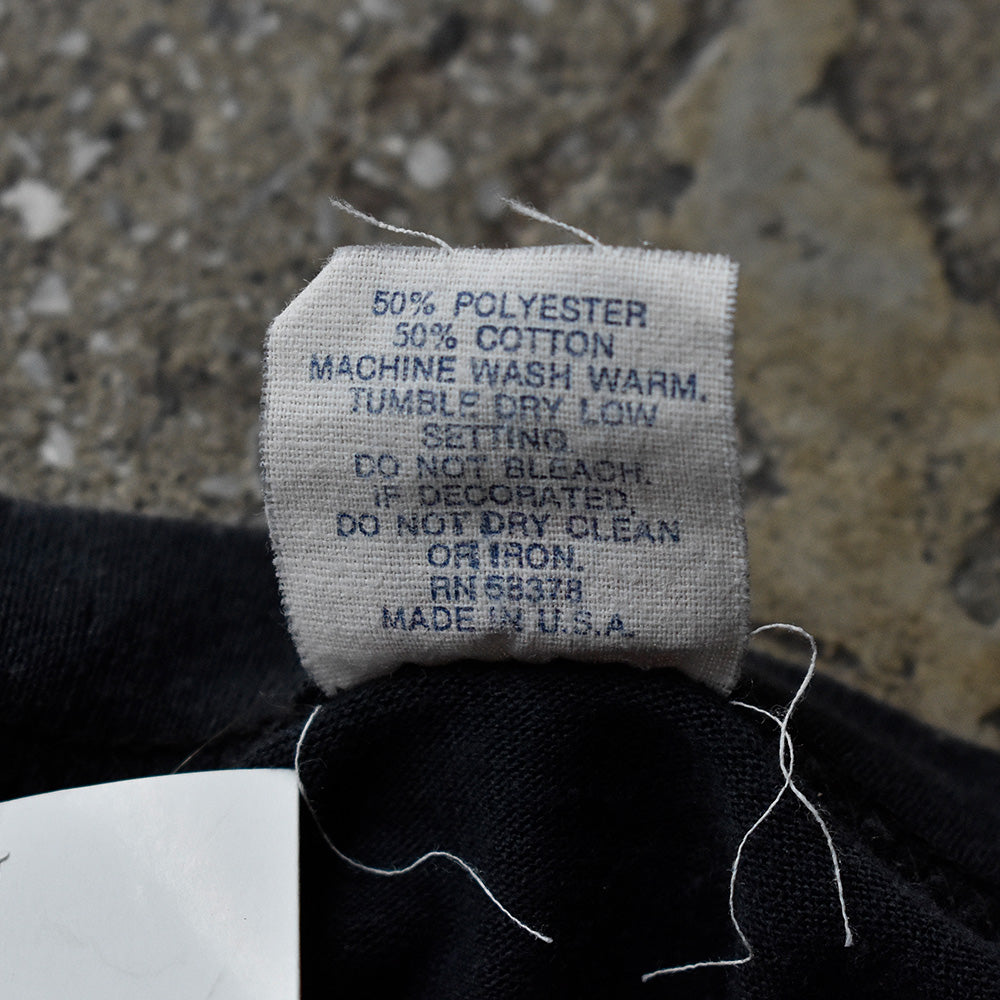 50% POLYESTER
50% COTTON
MACHINE WASH WARM.
TUMBLE DRY LOW
SETTING
DO NOT BLEACH.
IF DECORATED,
DO NOT DRY CLEAN
OR IRON.
RN
MADE IN U.S.A.